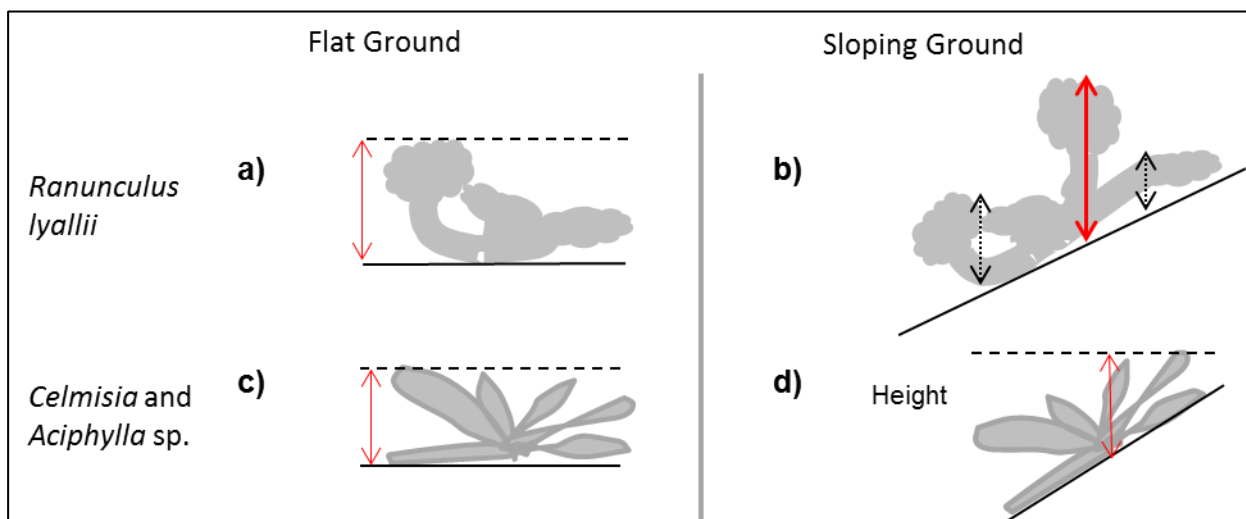 Flat Ground
Sloping Ground
Ranunculus
lyallii
a)
b)
Celmisia and
Aciphylla sp.
c)
d)
Height